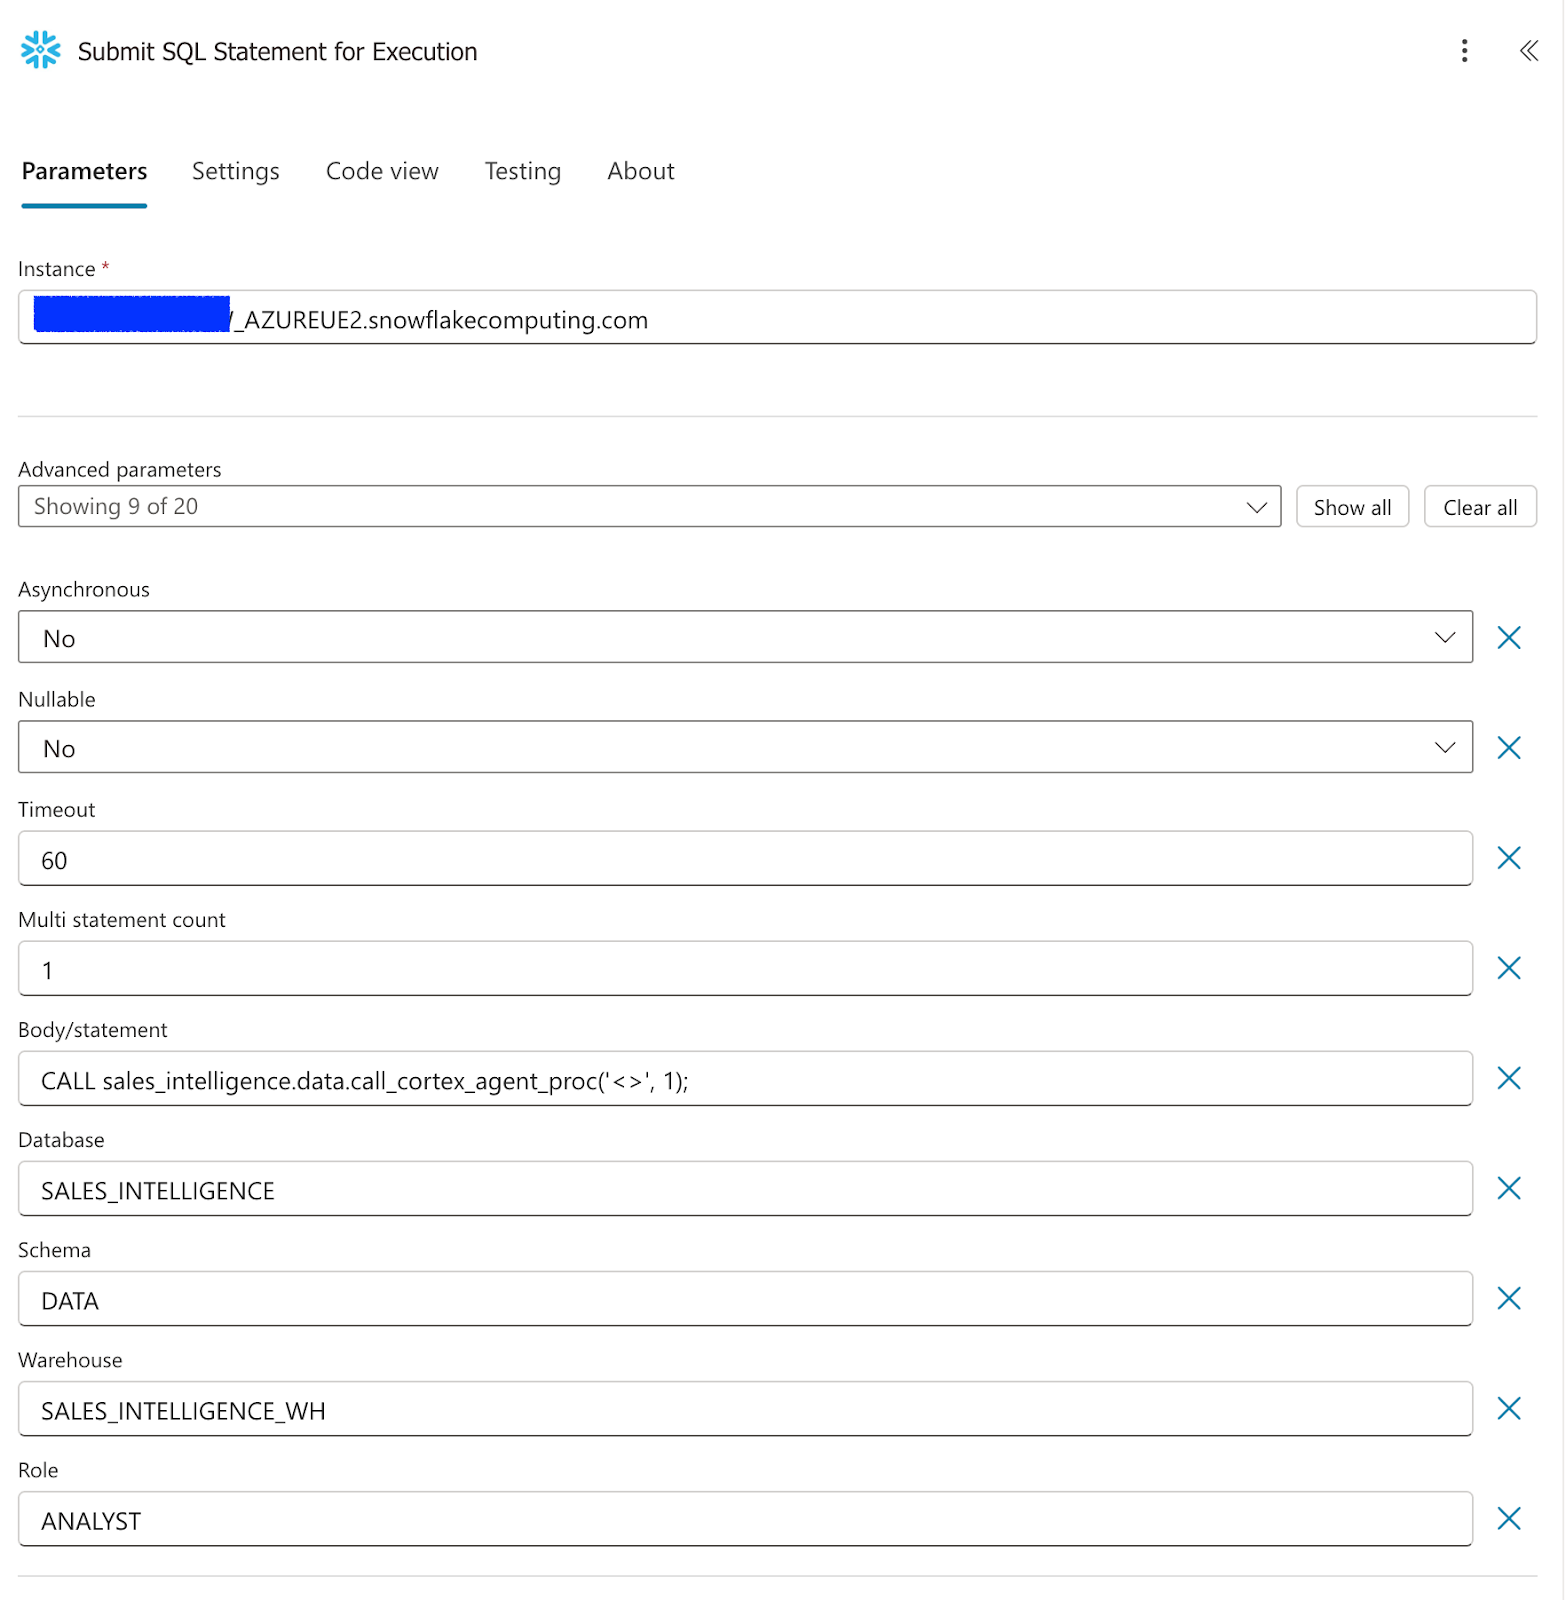 Submit SQL Statement for Execution
Parameters Settings Code view Testing About
Instance *
_AZUREUE2.snowflakecomputing.com
Advanced parameters
Showing 9 of 20 Show all Clear all
Asynchronous
No
Nullable
No
Timeout
60
Multi statement count
1
Body/statement
CALL sales_intelligence.data.call_cortex_agent_proc('<>', 1);
Database
SALES_INTELLIGENCE
Schema
DATA
Warehouse
SALES_INTELLIGENCE_WH
Role
ANALYST